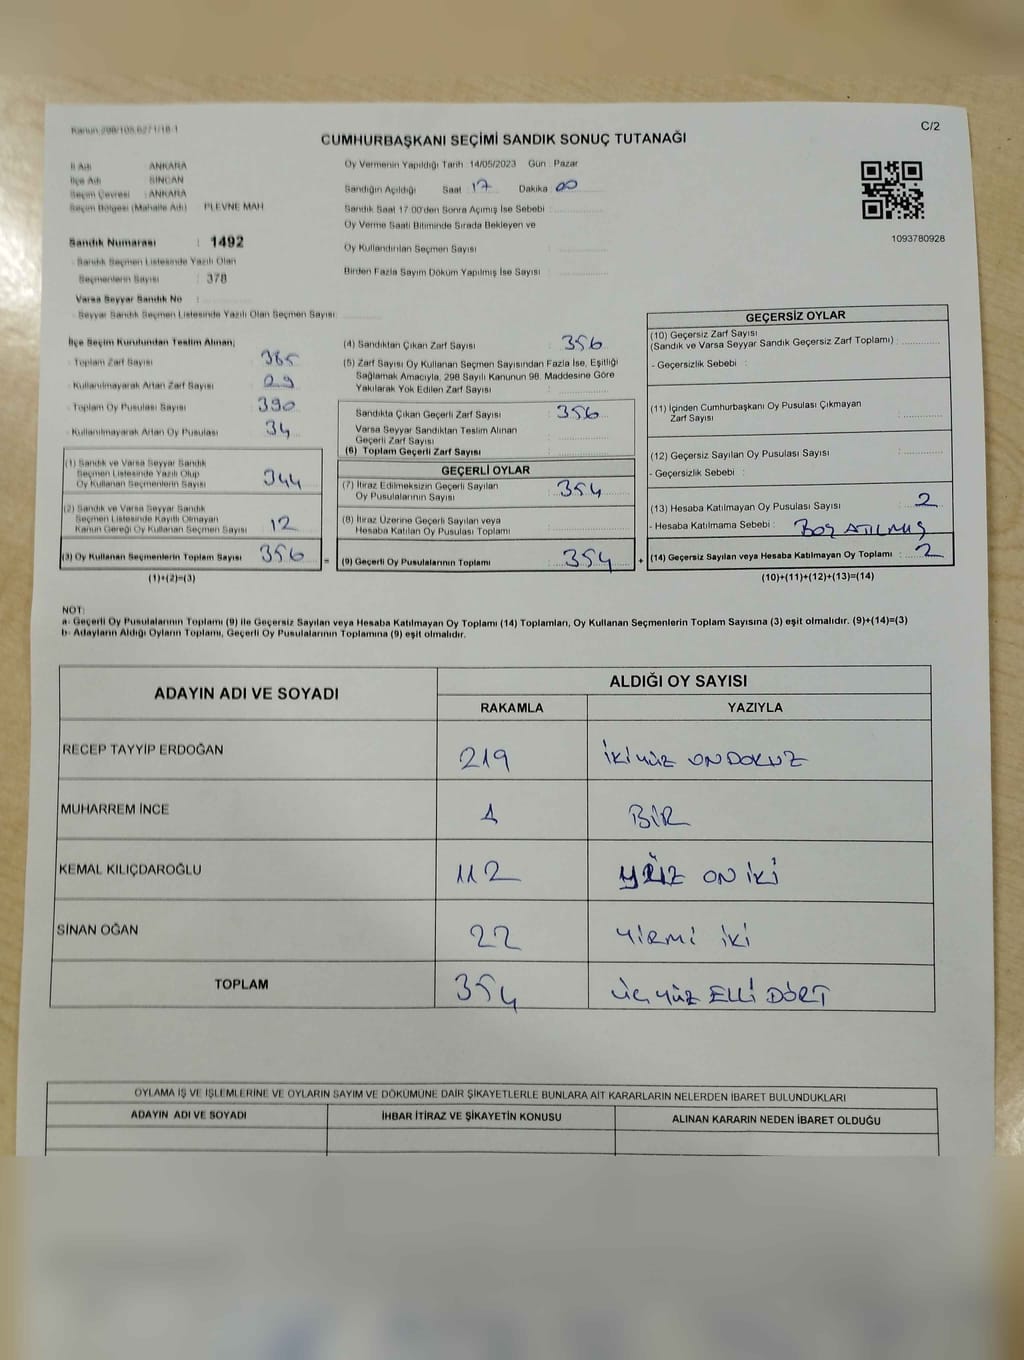 Kanun 298/105,6271/18-1
C/2
CUMHURBAŞKANI SEÇİMİ SANDIK SONUÇ TUTANAĞI
İl Adı ANKARA
İlçe Adı SİNCAN
Seçim Çevresi : ANKARA
Seçim Bölgesi (Mahalle Adı) PLEVNE MAH
Sandık Numarası : 1492
Sandık Seçmen Listesinde Yazılı Olan
Seçmenlerin Sayısı : 378
Varsa Seyyar Sandık No :
Seyyar Sandık Seçmen Listesinde Yazılı Olan Seçmen Sayısı:
Oy Vermenin Yapıldığı Tarih 14/05/2023 Gün : Pazar
Sandığın Açıldığı Saat 17 Dakika 00
Sandık Saat 17:00'den Sonra Açılmış İse Sebebi :
Oy Verme Saati Bitiminde Sırada Bekleyen ve
Oy Kullandırılan Seçmen Sayısı
Birden Fazla Sayım Döküm Yapılmış İse Sayısı :
1093780928
İlçe Seçim Kurulundan Teslim Alınan;
- Toplam Zarf Sayısı 385
- Kullanılmayarak Artan Zarf Sayısı 29
- Toplam Oy Pusulası Sayısı 390
- Kullanılmayarak Artan Oy Pusulası 34
(1) Sandık ve Varsa Seyyar Sandık
Seçmen Listesinde Yazılı Olup
Oy Kullanan Seçmenlerin Sayısı 344
(2) Sandık ve Varsa Seyyar Sandık
Seçmen Listesinde Kayıtlı Olmayan
Kanun Gereği Oy Kullanan Seçmen Sayısı 12
(3) Oy Kullanan Seçmenlerin Toplam Sayısı 356
(1)+(2)=(3)
(4) Sandıktan Çıkan Zarf Sayısı : 356
(5) Zarf Sayısı Oy Kullanan Seçmen Sayısından Fazla İse, Eşitliği
Sağlamak Amacıyla, 298 Sayılı Kanunun 98. Maddesine Göre
Yakılarak Yok Edilen Zarf Sayısı :
Sandıkta Çıkan Geçerli Zarf Sayısı : 356
Varsa Seyyar Sandıktan Teslim Alınan
Geçerli Zarf Sayısı :
(6) Toplam Geçerli Zarf Sayısı
GEÇERLİ OYLAR
(7) İtiraz Edilmeksizin Geçerli Sayılan
Oy Pusulalarının Sayısı : 354
(8) İtiraz Üzerine Geçerli Sayılan veya
Hesaba Katılan Oy Pusulası Toplamı :
= (9) Geçerli Oy Pusulalarının Toplamı : 354 +
GEÇERSİZ OYLAR
(10) Geçersiz Zarf Sayısı
(Sandık ve Varsa Seyyar Sandık Geçersiz Zarf Toplamı) :
- Geçersizlik Sebebi :
(11) İçinden Cumhurbaşkanı Oy Pusulası Çıkmayan
Zarf Sayısı :
(12) Geçersiz Sayılan Oy Pusulası Sayısı :
- Geçersizlik Sebebi :
(13) Hesaba Katılmayan Oy Pusulası Sayısı : 2
- Hesaba Katılmama Sebebi : BOŞ ATILMIŞ
(14) Geçersiz Sayılan veya Hesaba Katılmayan Oy Toplamı : 2
(10)+(11)+(12)+(13)=(14)
NOT:
a- Geçerli Oy Pusulalarının Toplamı (9) ile Geçersiz Sayılan veya Hesaba Katılmayan Oy Toplamı (14) Toplamları, Oy Kullanan Seçmenlerin Toplam Sayısına (3) eşit olmalıdır. (9)+(14)=(3)
b- Adayların Aldığı Oyların Toplamı, Geçerli Oy Pusulalarının Toplamına (9) eşit olmalıdır.
ADAYIN ADI VE SOYADI
ALDIĞI OY SAYISI
RAKAMLA YAZIYLA
RECEP TAYYİP ERDOĞAN 219 İKİ YÜZ ON DOKUZ
MUHARREM İNCE 1 BİR
KEMAL KILIÇDAROĞLU 112 YÜZ ON İKİ
SİNAN OĞAN 22 YİRMİ İKİ
TOPLAM 354 ÜÇ YÜZ ELLİ DÖRT
OYLAMA İŞ VE İŞLEMLERİNE VE OYLARIN SAYIM VE DÖKÜMÜNE DAİR ŞİKAYETLERLE BUNLARA AİT KARARLARIN NELERDEN İBARET BULUNDUKLARI
ADAYIN ADI VE SOYADI İHBAR İTİRAZ VE ŞİKAYETİN KONUSU ALINAN KARARIN NEDEN İBARET OLDUĞU